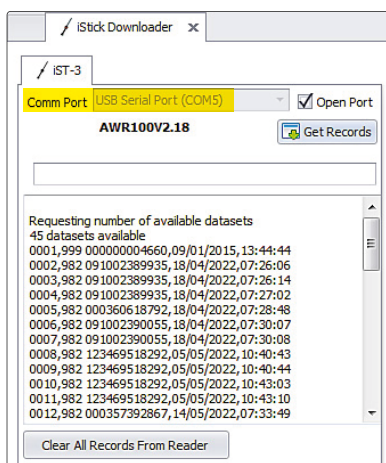 iStick Downloader x
iST-3
Comm Port USB Serial Port (COM5) Open Port
AWR100V2.18 Get Records
Requesting number of available datasets
45 datasets available
0001,999 000000004660,09/01/2015,13:44:44
0002,982 091002389935,18/04/2022,07:26:06
0003,982 091002389935,18/04/2022,07:26:14
0004,982 091002389935,18/04/2022,07:27:02
0005,982 000360618792,18/04/2022,07:28:48
0006,982 091002390055,18/04/2022,07:30:07
0007,982 091002390055,18/04/2022,07:30:08
0008,982 123469518292,05/05/2022,10:40:43
0009,982 123469518292,05/05/2022,10:40:44
0010,982 123469518292,05/05/2022,10:43:03
0011,982 123469518292,05/05/2022,10:43:10
0012,982 000357392867,14/05/2022,07:33:49
Clear All Records From Reader